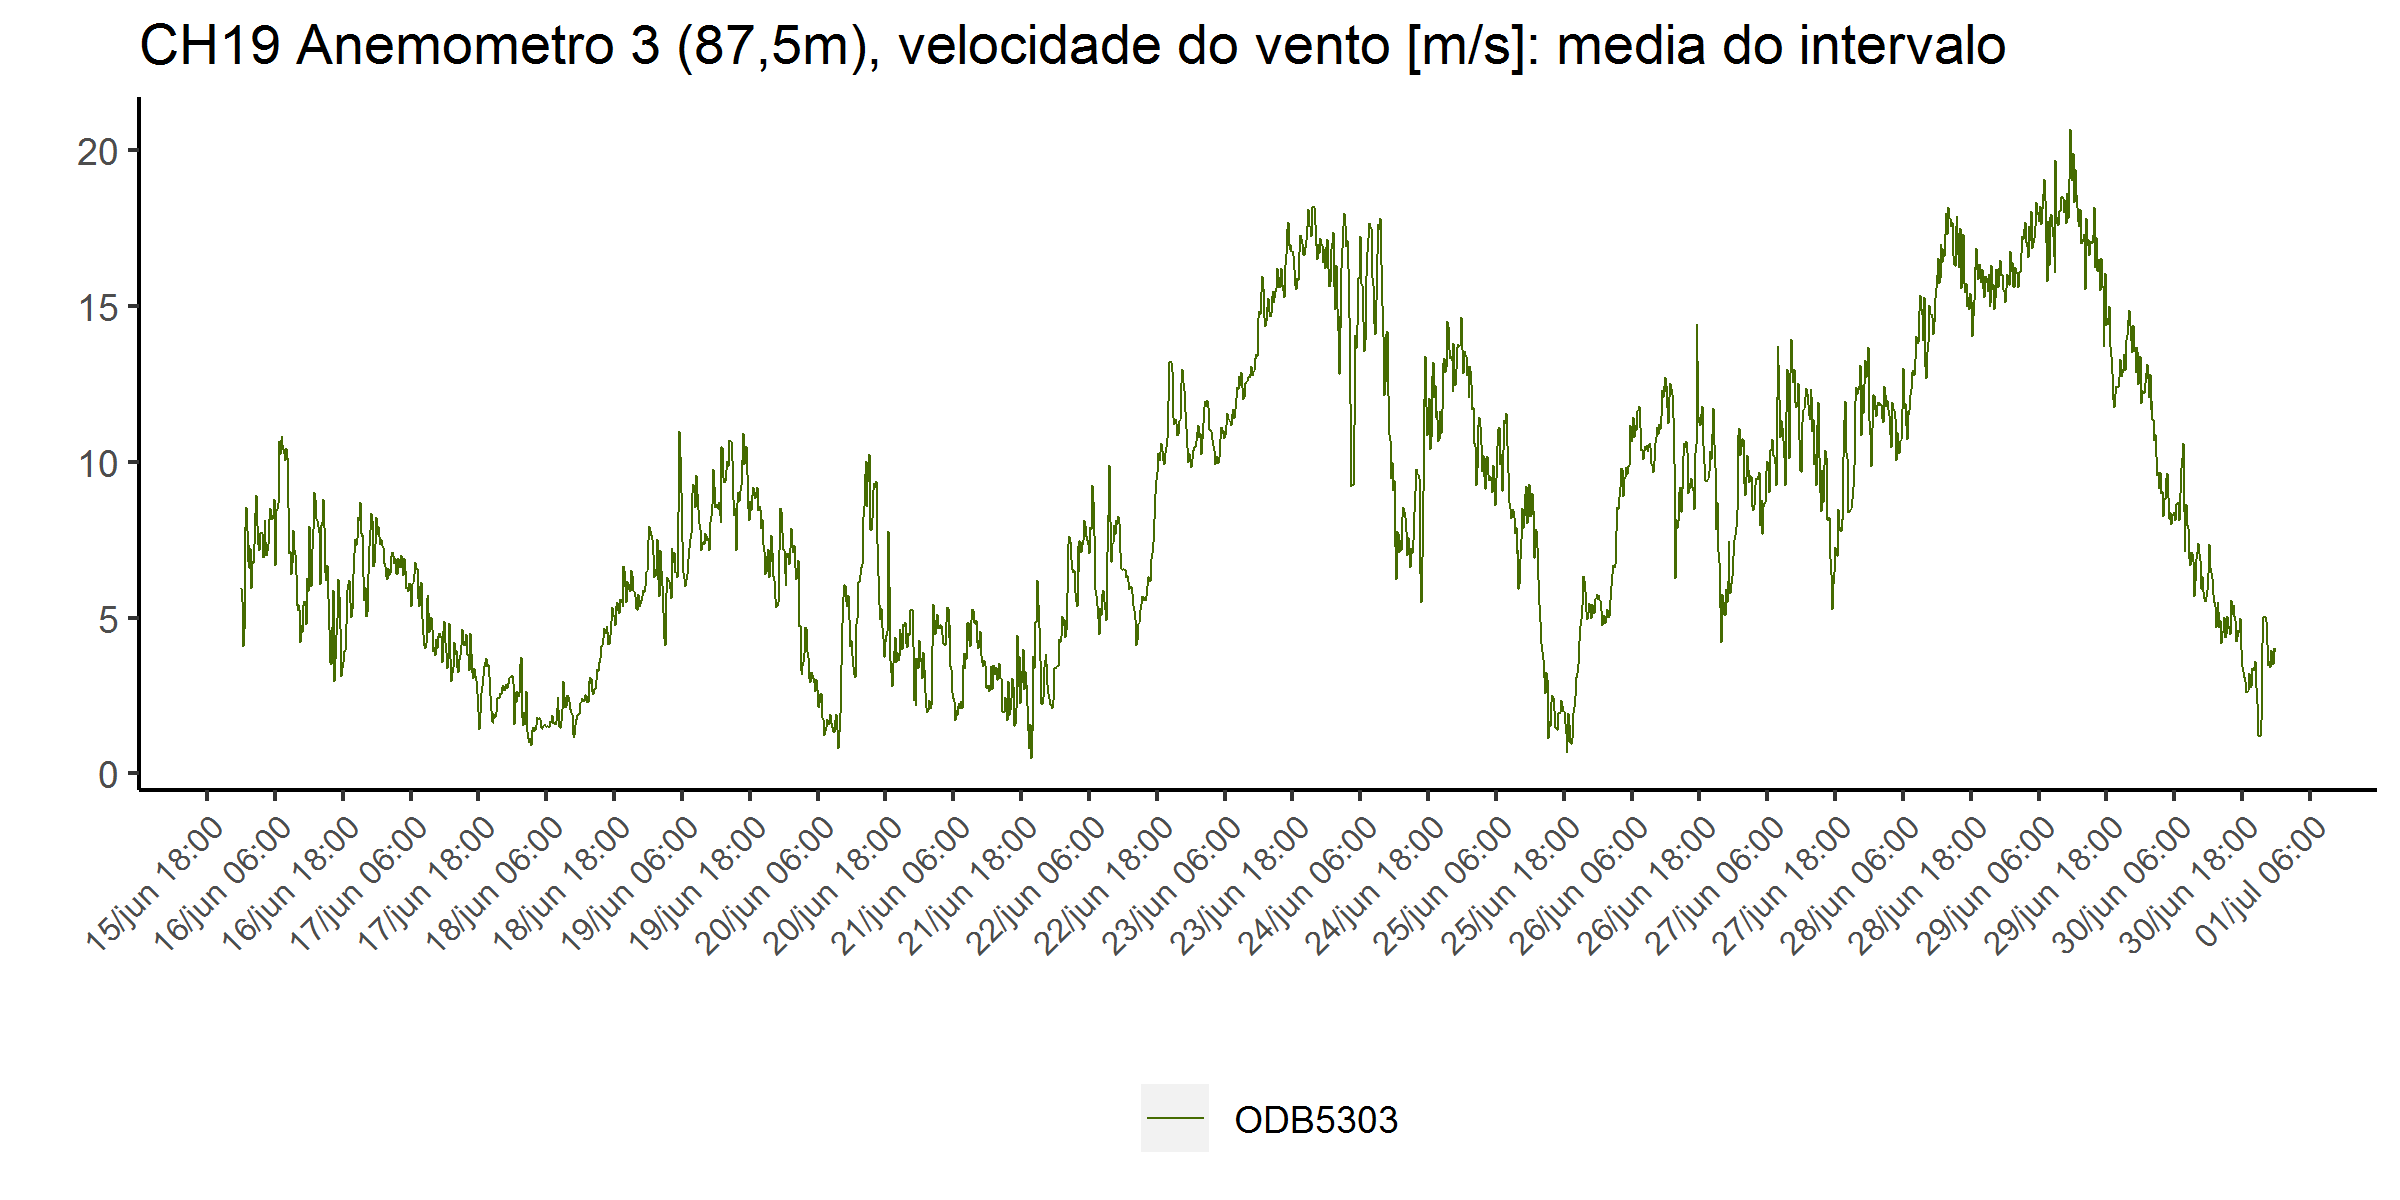 CH19 Anemometro 3 (87,5m), velocidade do vento [m/s]: media do intervalo
20
15
10
5
0
15/jun 18:00
16/jun 06:00
16/jun 18:00
17/jun 06:00
17/jun 18:00
18/jun 06:00
18/jun 18:00
19/jun 06:00
19/jun 18:00
20/jun 06:00
20/jun 18:00
21/jun 06:00
21/jun 18:00
22/jun 06:00
22/jun 18:00
23/jun 06:00
23/jun 18:00
24/jun 06:00
24/jun 18:00
25/jun 06:00
25/jun 18:00
26/jun 06:00
26/jun 18:00
27/jun 06:00
27/jun 18:00
28/jun 06:00
28/jun 18:00
29/jun 06:00
29/jun 18:00
30/jun 06:00
30/jun 18:00
01/jul 06:00
ODB5303